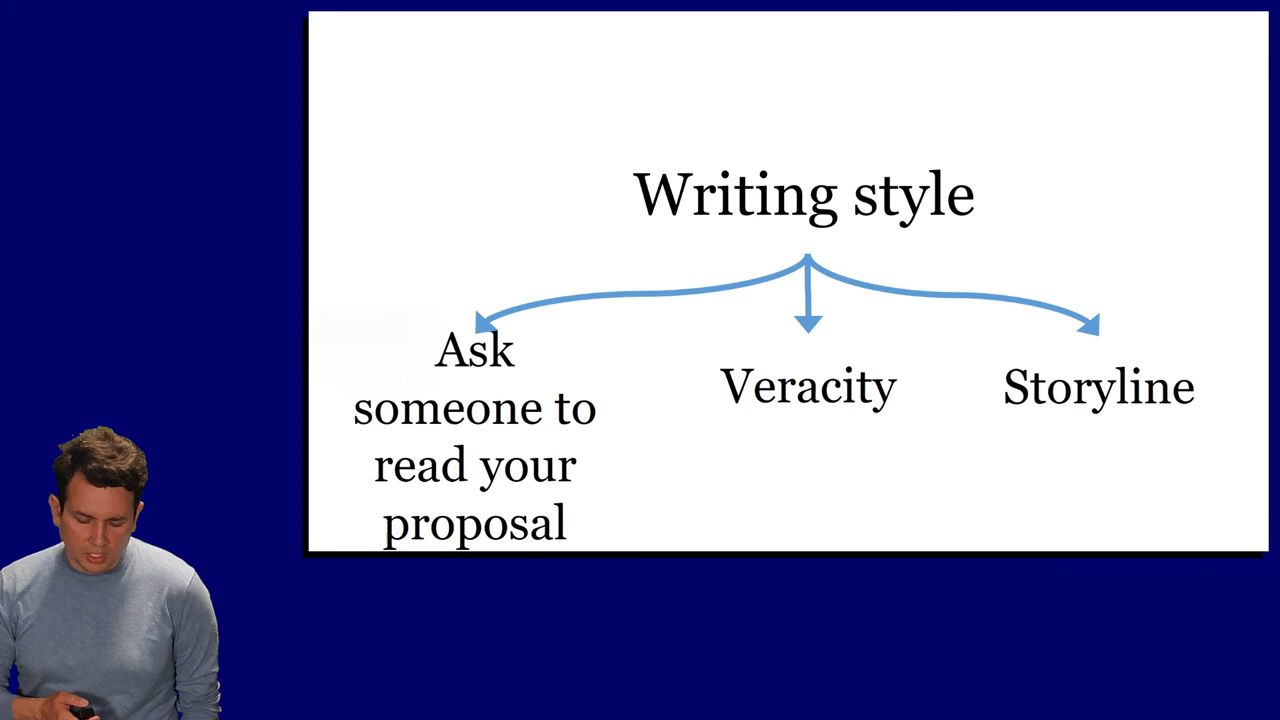 Writing style
Ask
someone to
read your
proposal
Veracity
Storyline